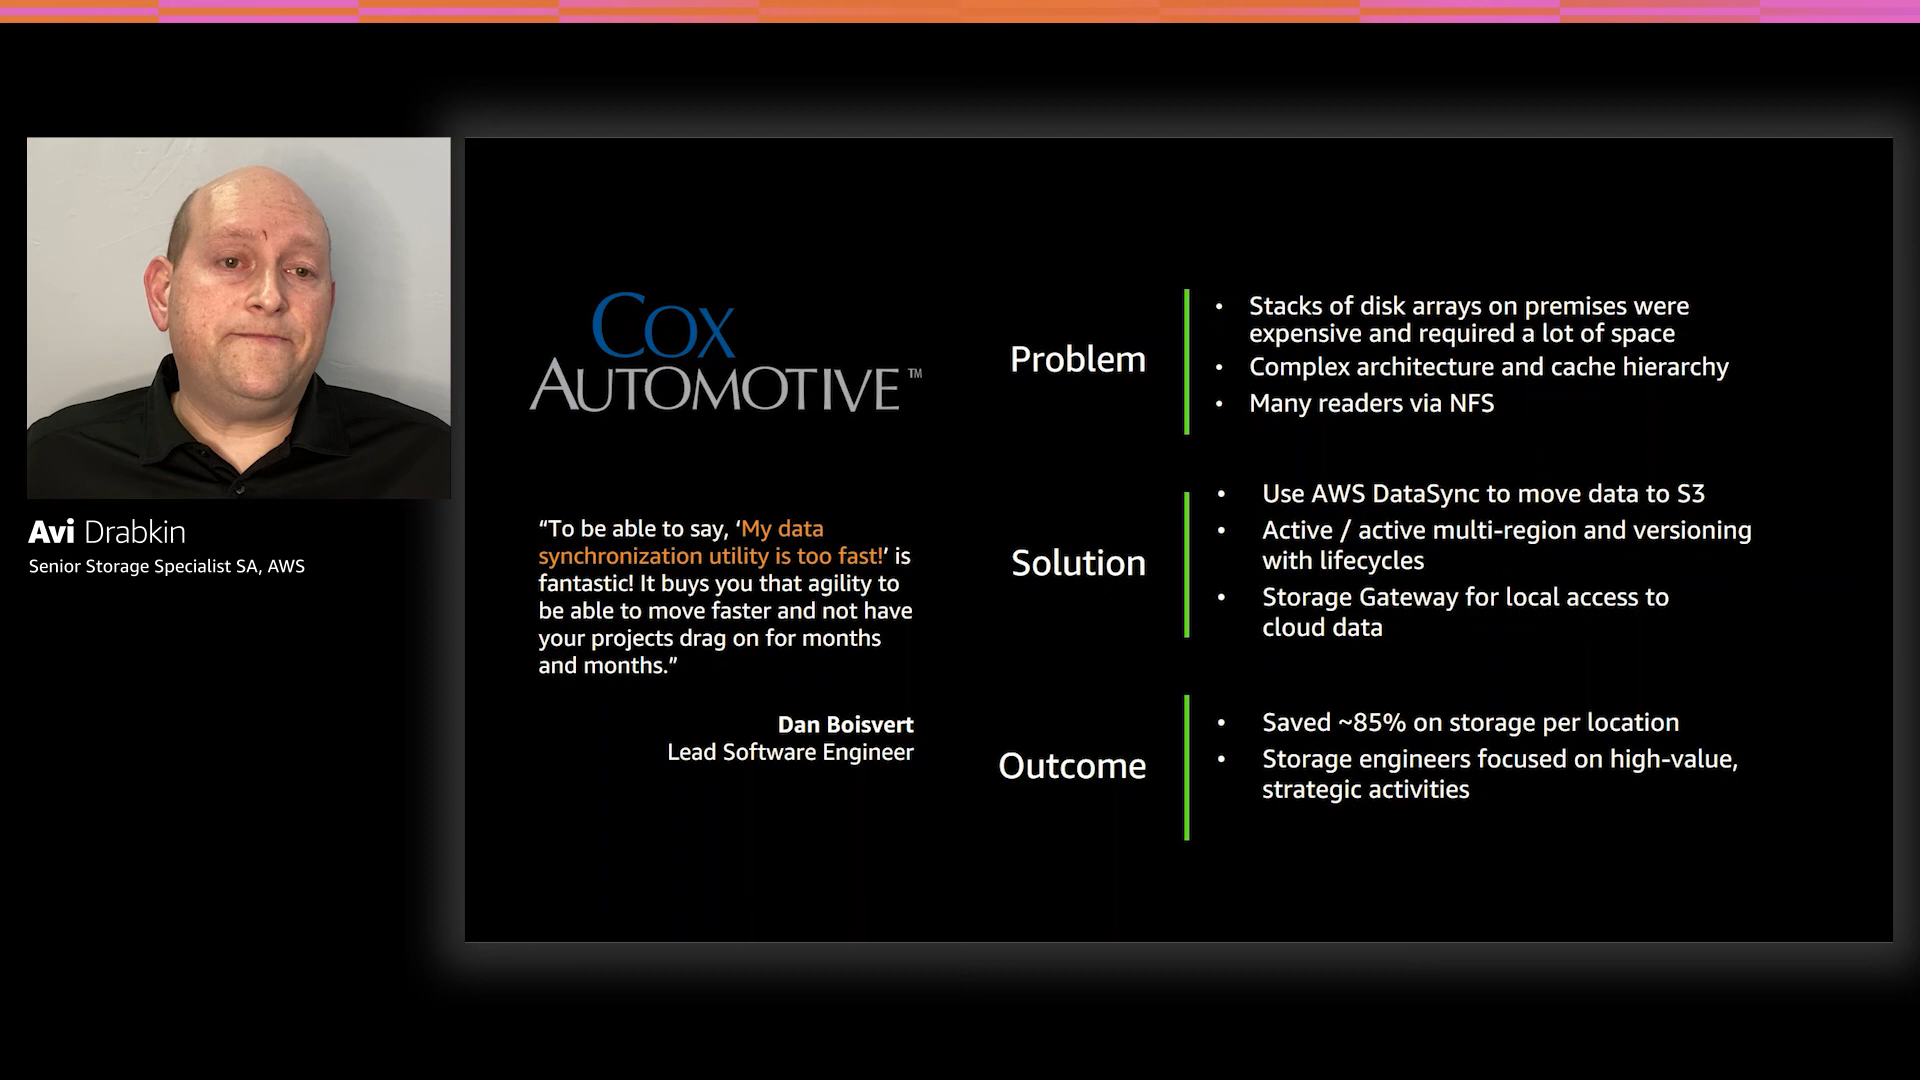 Avi Drabkin
Senior Storage Specialist SA, AWS
COX
AUTOMOTIVE™
“To be able to say, ‘My data
synchronization utility is too fast!’ is
fantastic! It buys you that agility to
be able to move faster and not have
your projects drag on for months
and months.”
Dan Boisvert
Lead Software Engineer
Problem
• Stacks of disk arrays on premises were
expensive and required a lot of space
• Complex architecture and cache hierarchy
• Many readers via NFS
Solution
• Use AWS DataSync to move data to S3
• Active / active multi-region and versioning
with lifecycles
• Storage Gateway for local access to
cloud data
Outcome
• Saved ~85% on storage per location
• Storage engineers focused on high-value,
strategic activities